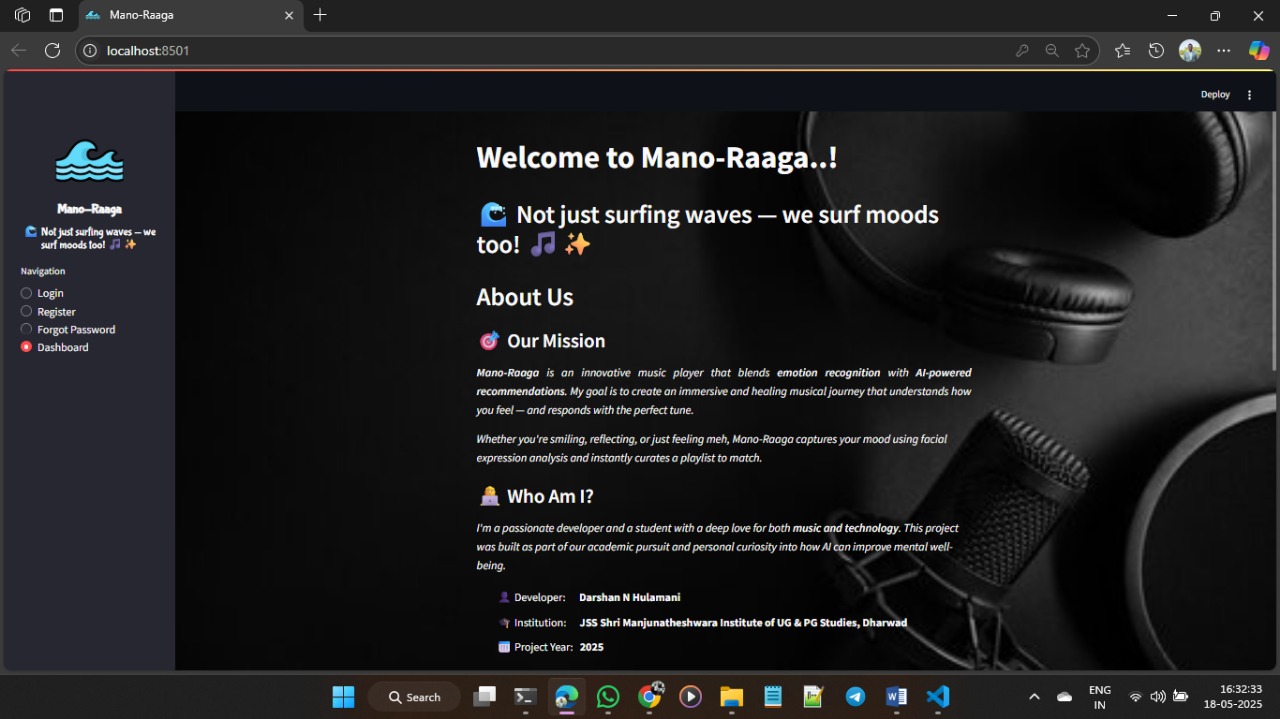 Mano-Raaga
localhost:8501
Deploy
Mano-Raaga
🌊 Not just surfing waves — we
surf moods too! 🎵 ✨
Navigation
Login
Register
Forgot Password
Dashboard
Welcome to Mano-Raaga..!
🌊 Not just surfing waves — we surf moods
too! 🎵 ✨
About Us
🎯 Our Mission
Mano-Raaga is an innovative music player that blends emotion recognition with AI-powered
recommendations. My goal is to create an immersive and healing musical journey that understands how
you feel — and responds with the perfect tune.
Whether you're smiling, reflecting, or just feeling meh, Mano-Raaga captures your mood using facial
expression analysis and instantly curates a playlist to match.
🧑‍💻 Who Am I?
I'm a passionate developer and a student with a deep love for both music and technology. This project
was built as part of our academic pursuit and personal curiosity into how AI can improve mental well-
being.
👤 Developer: Darshan N Hulamani
🎓 Institution: JSS Shri Manjunatheshwara Institute of UG & PG Studies, Dharwad
📅 Project Year: 2025
Search
ENG
IN
16:32:33
18-05-2025